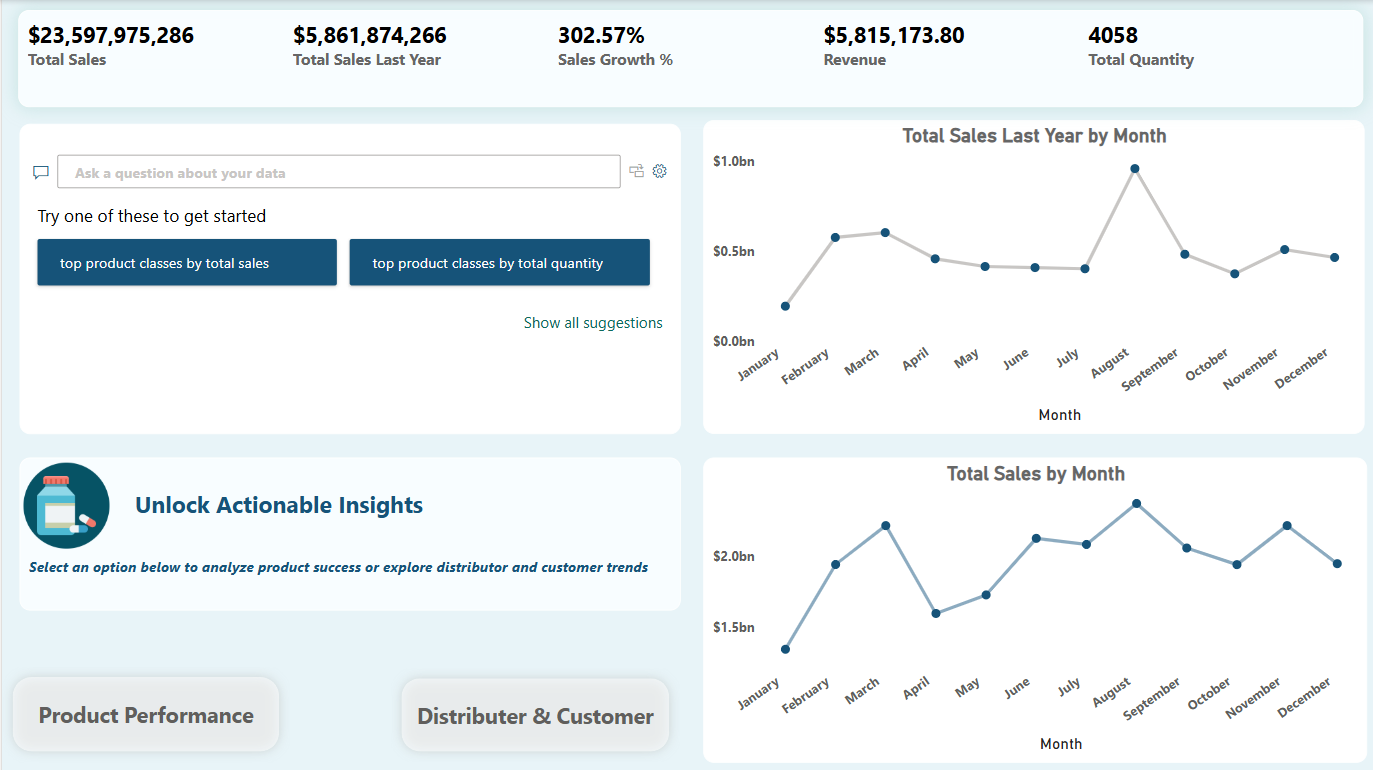 $23,597,975,286
Total Sales
$5,861,874,266
Total Sales Last Year
302.57%
Sales Growth %
$5,815,173.80
Revenue
4058
Total Quantity
Ask a question about your data
Try one of these to get started
top product classes by total sales
top product classes by total quantity
Show all suggestions
Total Sales Last Year by Month
$1.0bn
$0.5bn
$0.0bn
January
February
March
April
May
June
July
August
September
October
November
December
Month
Unlock Actionable Insights
Select an option below to analyze product success or explore distributor and customer trends
Product Performance
Distributer & Customer
Total Sales by Month
$2.0bn
$1.5bn
January
February
March
April
May
June
July
August
September
October
November
December
Month